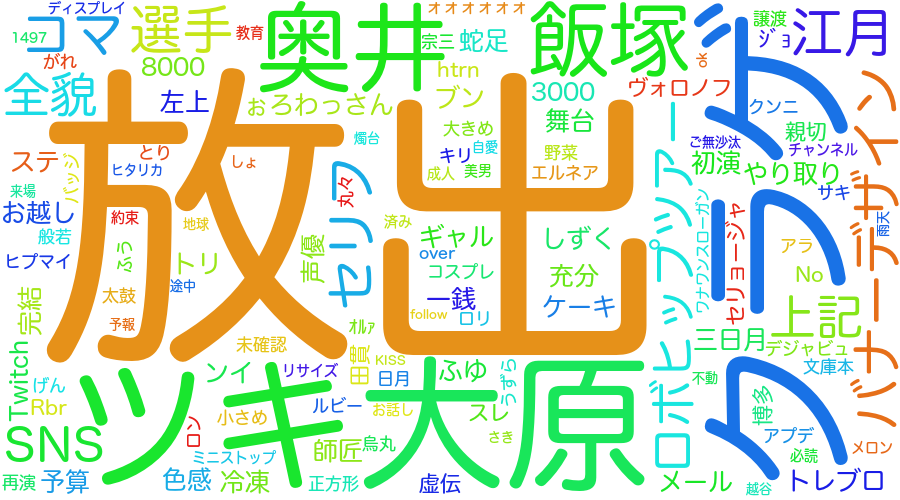 ディスプレイ
オオオオオオ
1497
コマ
選手
教育
奥井
宗三
蛇足
飯塚
譲渡
ジョ
江月
がれ
8000
htrn
ok
全貌
左上
ぉろわっさん
ブン
3000
ヴォロノフ
クンニ
舞台
大きめ
燭台
自愛
ご無沙汰
親切
チャンネル
ステ
バッジ
とり
ヒタリカ
しょ
キリ
成人
美男
野菜
エルネア
初演
やり取り
サキ
来場
お越し
約束
丸々
セリフ
放出
地球
済み
ギャル
しずく
ロボヒップツァー
ワナワンスローガン
セリョージャ
ドラフ
雨天
バナーデザイン
般若
ふう
トリ
声優
over
コスプレ
充分
アラ
No
ヒプマイ
途中
太鼓
一銭
ケーキ
上記
完結
予報
オルァ
follow
ロリ
三日月
デジャビュ
未確認
田貫
KISS
リサイズ
日月
ふゆ
うずら
不動
文庫本
Twitch
げん
ンイ
Rbr
ツキ
小さめ
ロン
ルビー
お話し
大原
スレ
さき
博多
アプデ
SNS
ミニストップ
師匠
烏丸
必読
メロン
再演
予算
色感
冷凍
正方形
虚伝
メール
越谷
トレブロ